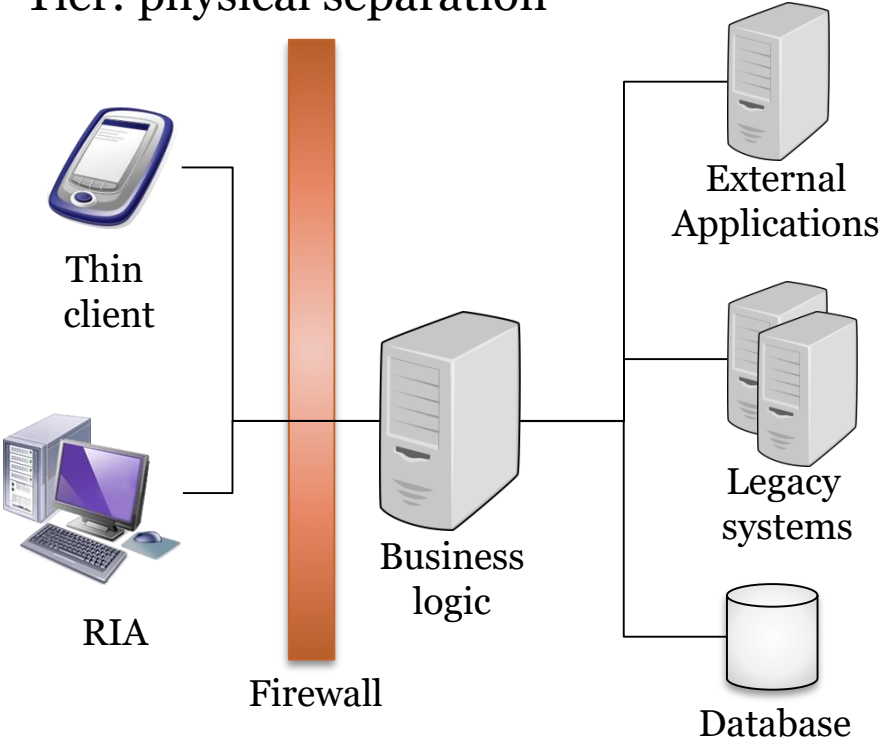 Tier: physical separation
External
Applications
Thin
client
Legacy
systems
Business
logic
RIA
Firewall
Database